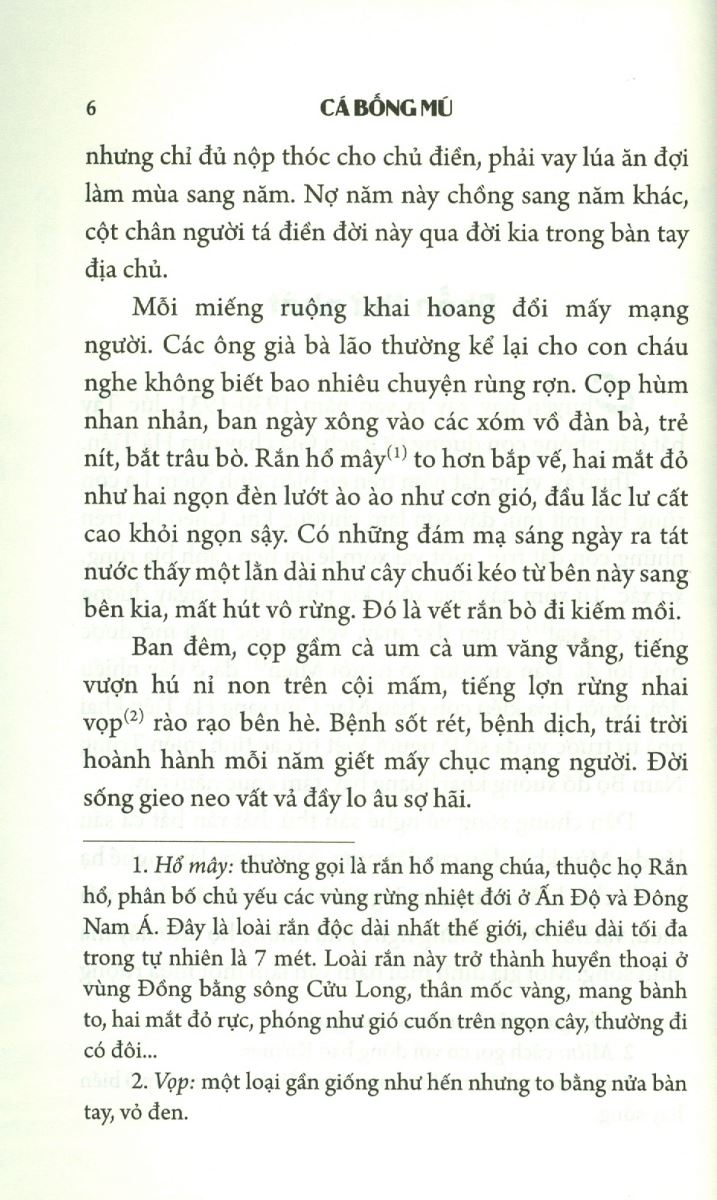 6
CÁ BỐNG MÚ
nhưng chỉ đủ nộp thóc cho chủ điền, phải vay lúa ăn đợi
làm mùa sang năm. Nợ năm này chồng sang năm khác,
cột chân người tá điền đời này qua đời kia trong bàn tay
địa chủ.
Mỗi miếng ruộng khai hoang đổi mấy mạng
người. Các ông già bà lão thường kể lại cho con cháu
nghe không biết bao nhiêu chuyện rùng rợn. Cọp hùm
nhan nhản, ban ngày xông vào các xóm vồ đàn bà, trẻ
nít, bắt trâu bò. Rắn hổ mây(1) to hơn bắp vế, hai mắt đỏ
như hai ngọn đèn lướt ào ào như cơn gió, đầu lắc lư cất
cao khỏi ngọn sậy. Có những đám mạ sáng ngày ra tát
nước thấy một lằn dài như cây chuối kéo từ bên này sang
bên kia, mất hút vô rừng. Đó là vết rắn bò đi kiếm mồi.
Ban đêm, cọp gầm cà um cà um văng vẳng, tiếng
vượn hú nỉ non trên cội mấm, tiếng lợn rừng nhai
vọp(2) rào rạo bên hè. Bệnh sốt rét, bệnh dịch, trái trời
hoành hành mỗi năm giết mấy chục mạng người. Đời
sống gieo neo vất vả đầy lo âu sợ hãi.
1. Hổ mây: thường gọi là rắn hổ mang chúa, thuộc họ Rắn
hổ, phân bố chủ yếu các vùng rừng nhiệt đới ở Ấn Độ và Đông
Nam Á. Đây là loài rắn độc dài nhất thế giới, chiều dài tối đa
trong tự nhiên là 7 mét. Loài rắn này trở thành huyền thoại ở
vùng Đồng bằng sông Cửu Long, thân mốc vàng, mang bành
to, hai mắt đỏ rực, phóng như gió cuốn trên ngọn cây, thường đi
có đôi...
2. Vọp: một loại gần giống như hến nhưng to bằng nửa bàn
tay, vỏ đen.